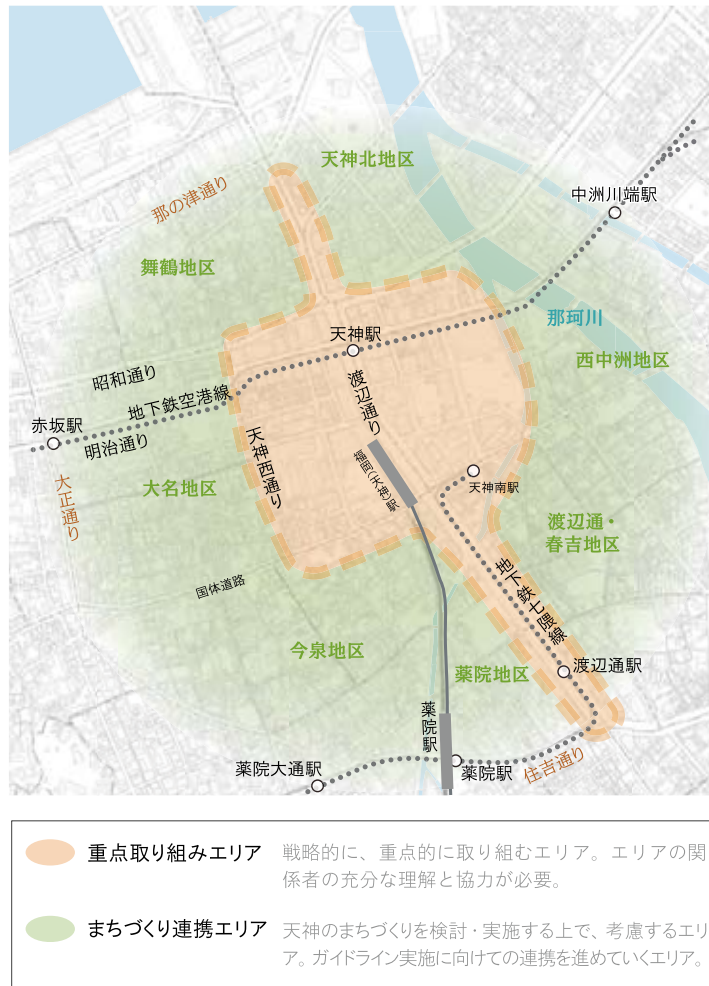 天神北地区
那の津通り
中洲川端駅
舞鶴地区
那珂川
天神駅
西中洲地区
昭和通り
渡辺通り
地下鉄空港線
赤坂駅
明治通り
天神西通り
福岡(天神)駅
大正通り
大名地区
天神南駅
渡辺通・
春吉地区
国体道路
地下鉄七隈線
今泉地区
薬院地区
渡辺通駅
薬院駅
薬院大通駅
薬院駅
住吉通り
重点取り組みエリア
戦略的に、重点的に取り組むエリア。エリアの関
係者の充分な理解と協力が必要。
まちづくり連携エリア
天神のまちづくりを検討・実施する上で、考慮するエリ
ア。ガイドライン実施に向けての連携を進めていくエリア。